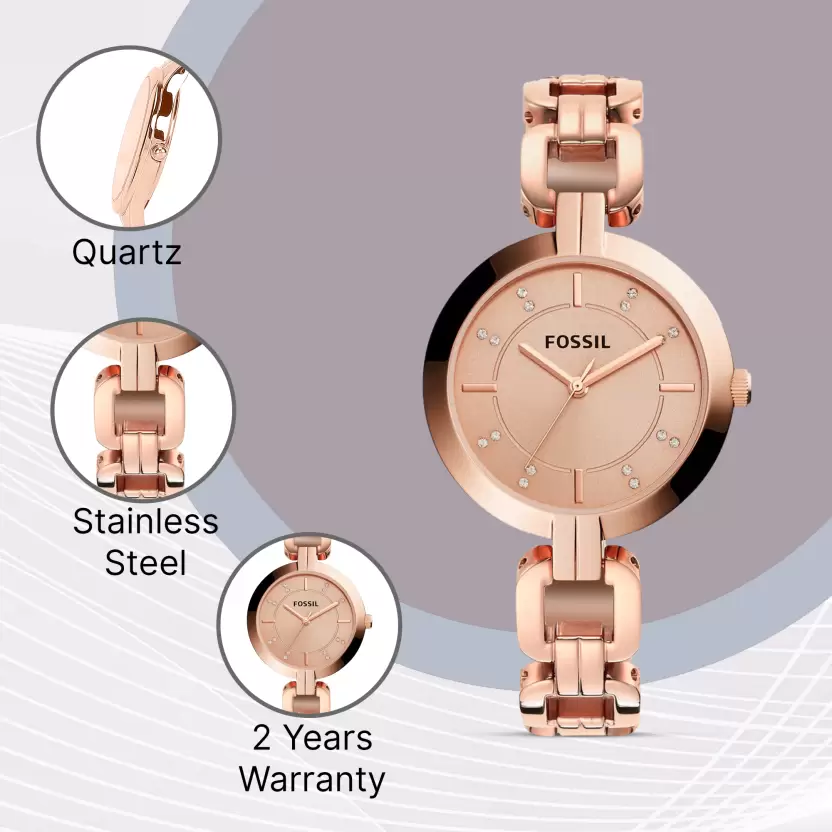 Quartz
Stainless
Steel
2 Years
Warranty
FOSSIL
FOSSIL